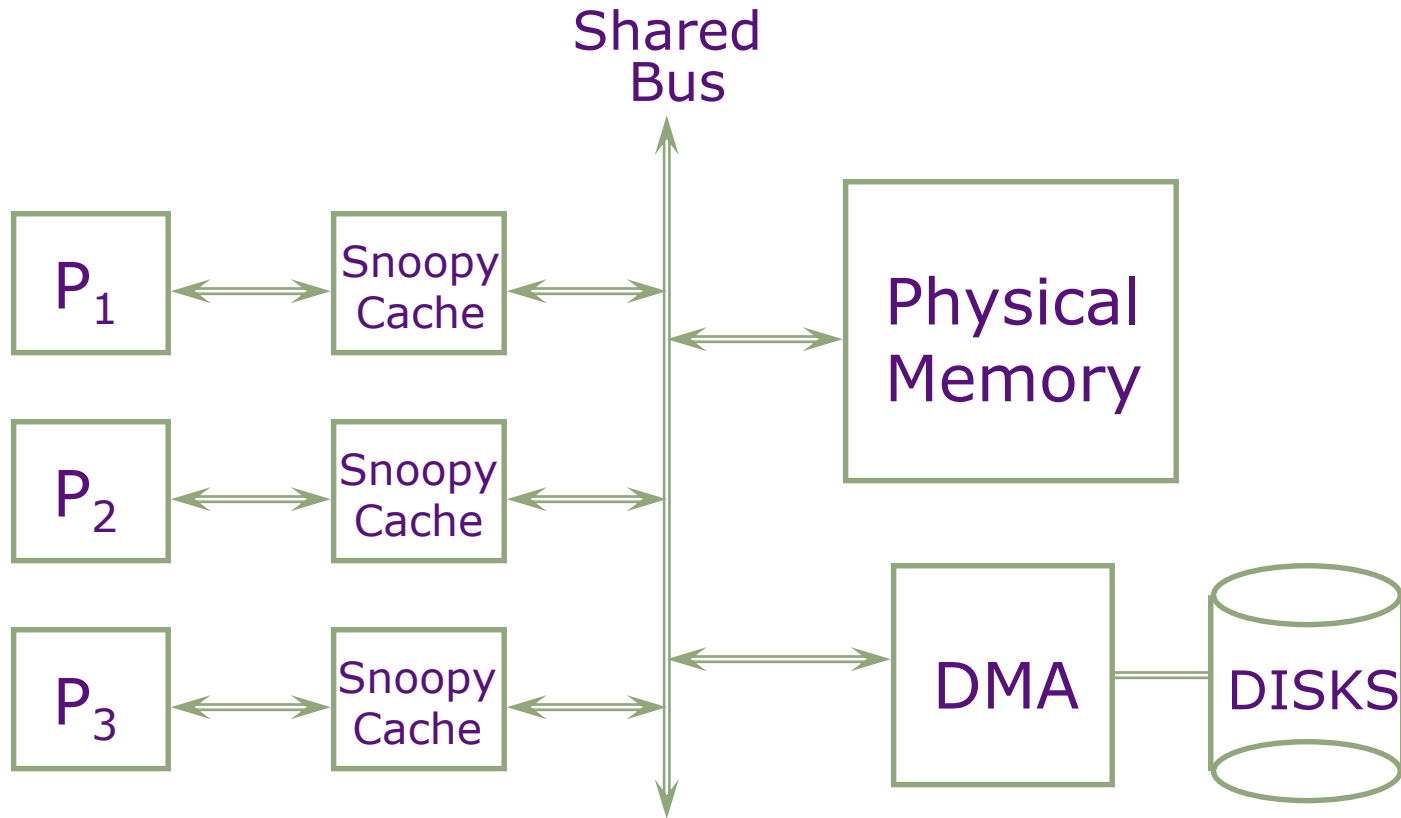 Shared
Bus
P1
Snoopy
Cache
Physical
Memory
P2
Snoopy
Cache
P3
Snoopy
Cache
DMA
DISKS